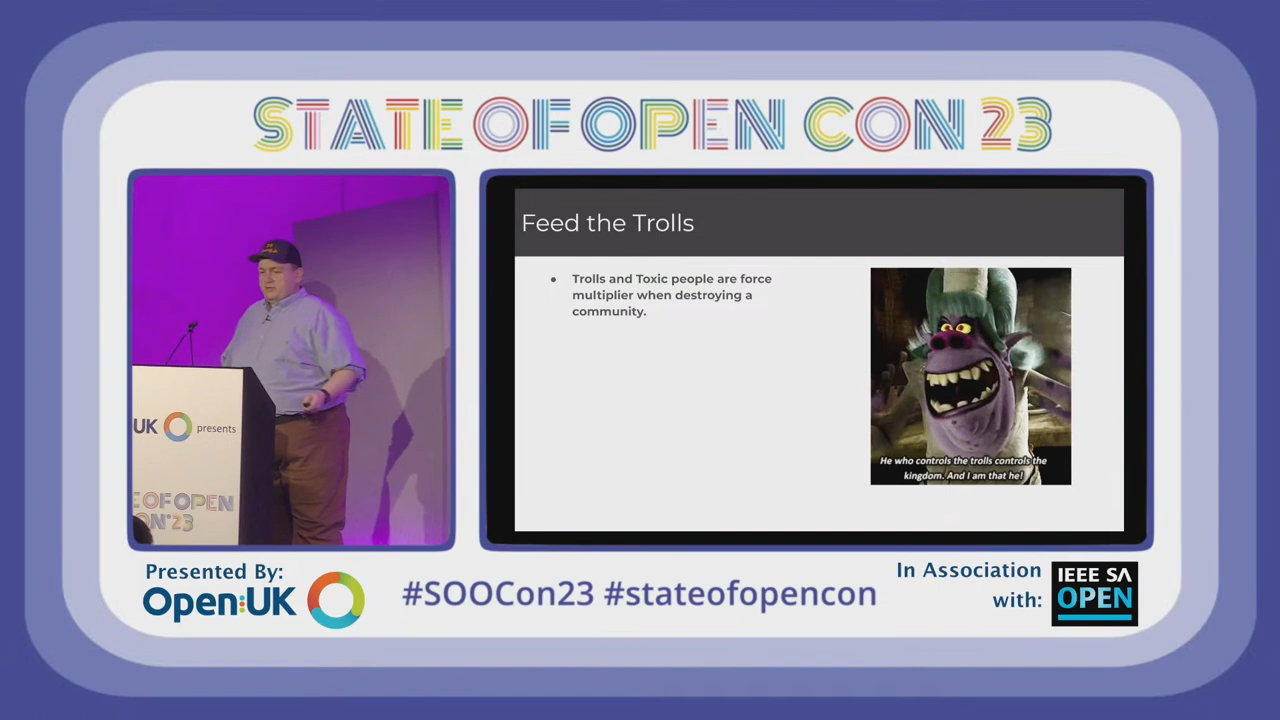 STATE OF OPEN CON 23
UK presents
OF OPEN
23
Feed the Trolls
● Trolls and Toxic people are force
multiplier when destroying a
community.
He who controls the trolls controls the
kingdom. And I am that he!
Presented By:
Open:UK
#SOOCon23 #stateofopencon
In Association
with:
IEEE SA
OPEN